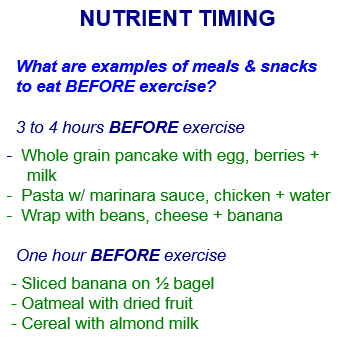 NUTRIENT TIMING
What are examples of meals & snacks
to eat BEFORE exercise?
3 to 4 hours BEFORE exercise
- Whole grain pancake with egg, berries +
milk
- Pasta w/ marinara sauce, chicken + water
- Wrap with beans, cheese + banana
One hour BEFORE exercise
- Sliced banana on ½ bagel
- Oatmeal with dried fruit
- Cereal with almond milk